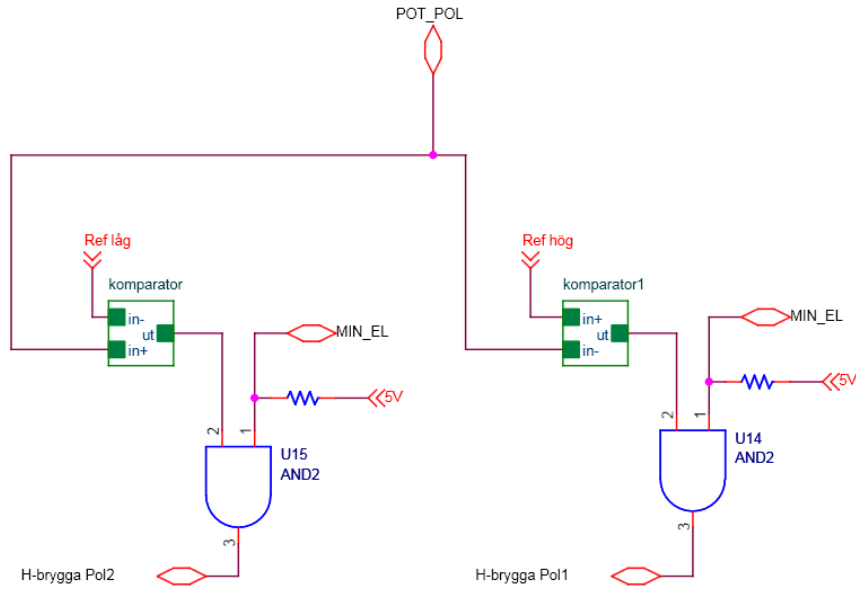 POT_POL
Ref låg
Ref hög
komparator
komparator1
in-
ut
in+
in+
ut
in-
MIN_EL
MIN_EL
5V
5V
2
1
2
1
U15
AND2
U14
AND2
3
3
H-brygga Pol2
H-brygga Pol1